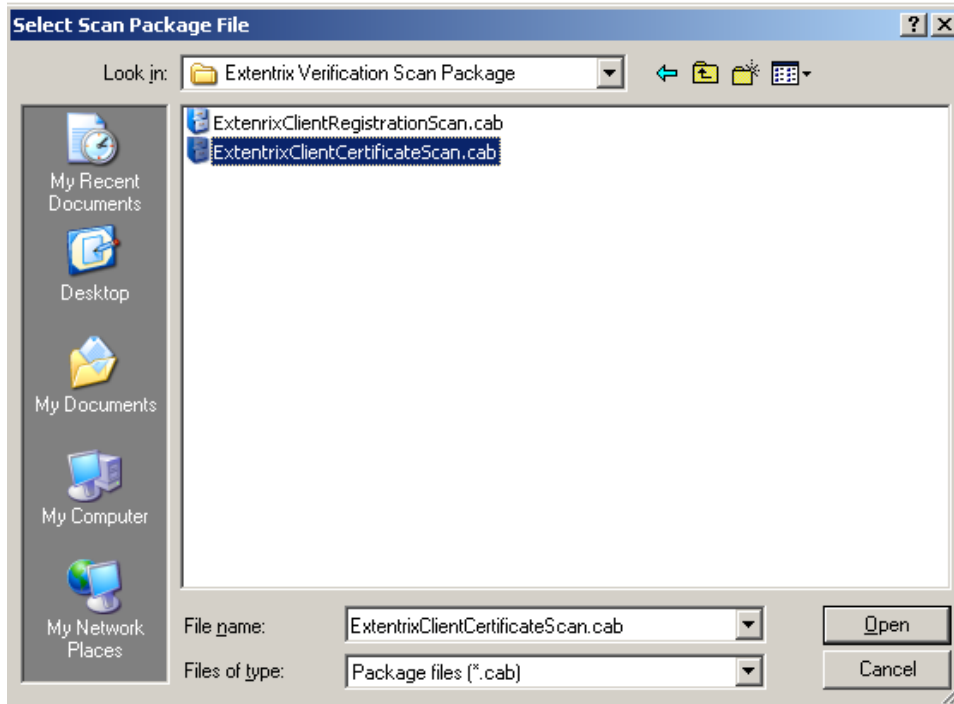 Select Scan Package File
Look in: Extentrix Verification Scan Package
ExtenrixClientRegistrationScan.cab
ExtentrixClientCertificateScan.cab
My Recent
Documents
Desktop
My Documents
My Computer
My Network
Places
File name: ExtentrixClientCertificateScan.cab Open
Files of type: Package files (*.cab) Cancel